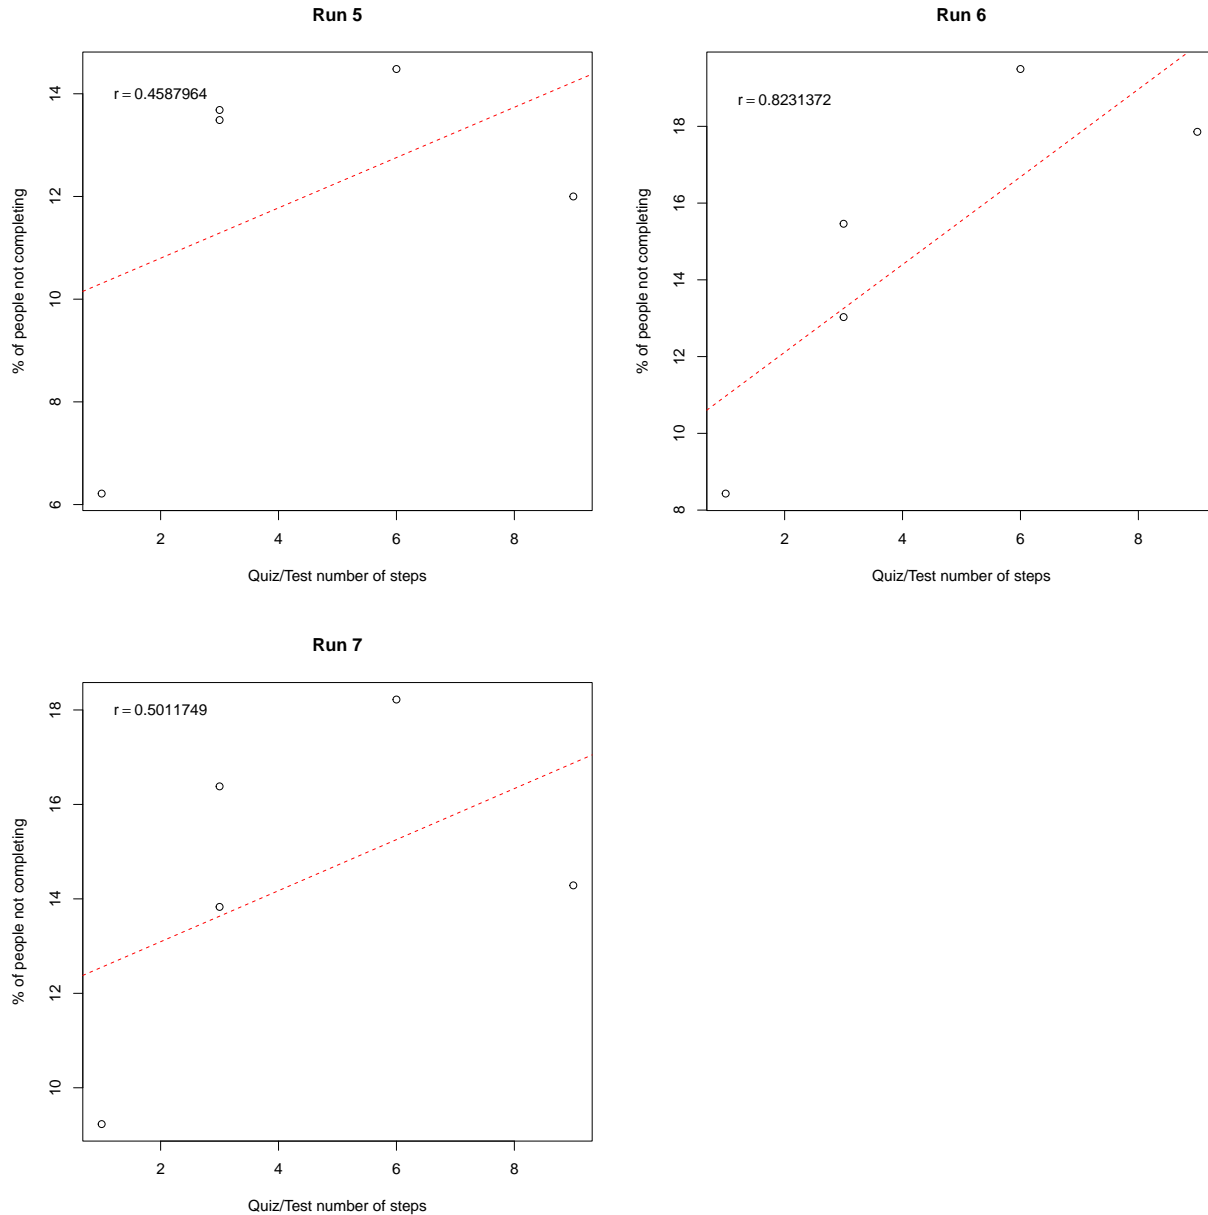 Run 5
r = 0.4587964
14
12
10
8
6
% of people not completing
2 4 6 8
Quiz/Test number of steps
Run 6
r = 0.8231372
18
16
14
12
10
8
% of people not completing
2 4 6 8
Quiz/Test number of steps
Run 7
r = 0.5011749
18
16
14
12
10
% of people not completing
2 4 6 8
Quiz/Test number of steps